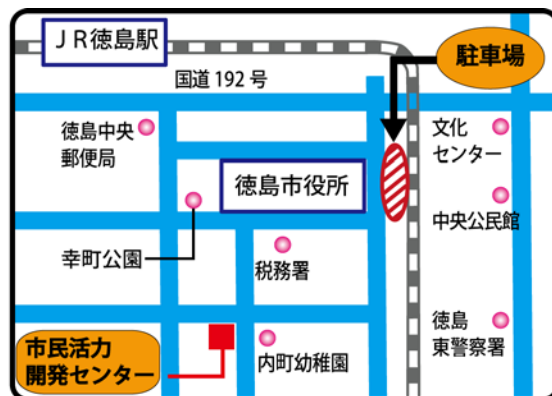 JR徳島駅
駐車場
国道192号
徳島中央
郵便局
文化
センター
徳島市役所
中央公民館
幸町公園
税務署
徳島
東警察署
市民活力
開発センター
内町幼稚園